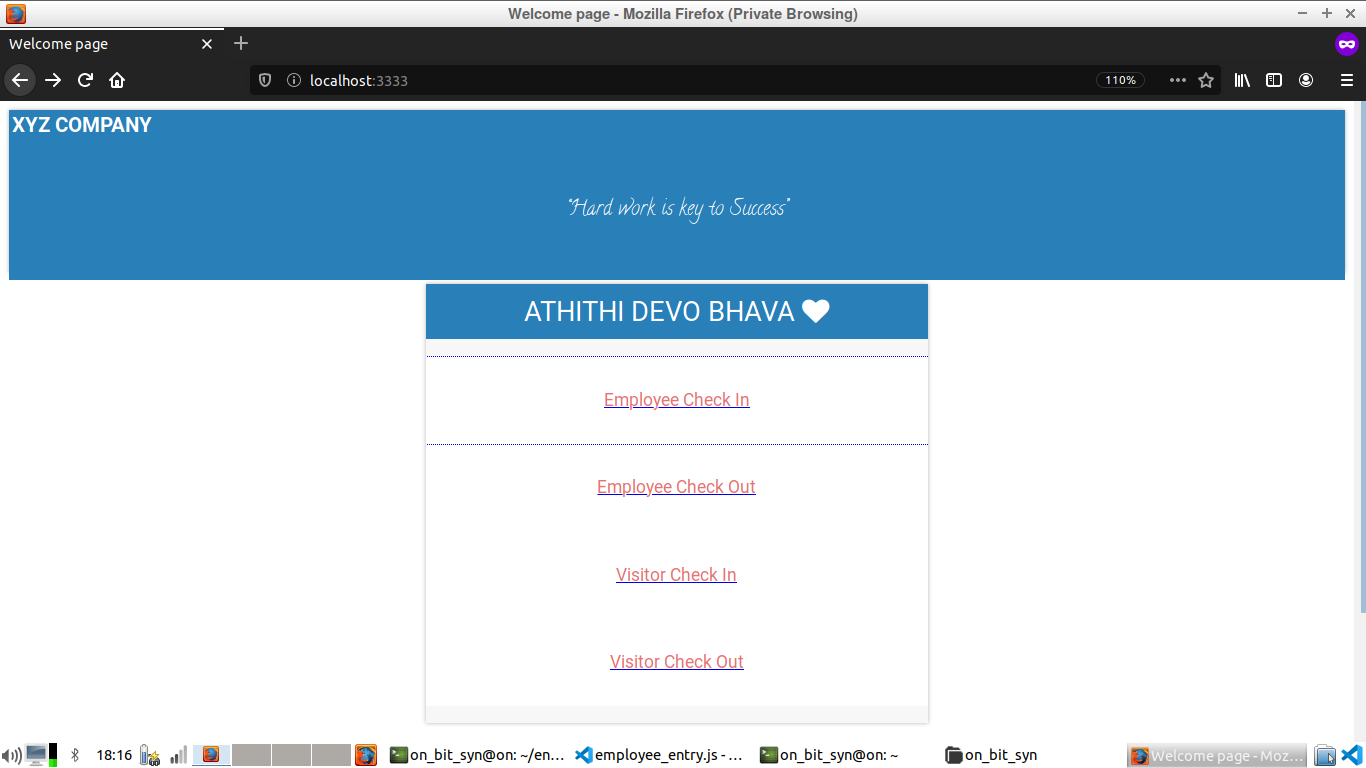 Welcome page - Mozilla Firefox (Private Browsing)
Welcome page
localhost:3333
110%
XYZ COMPANY
“Hard work is key to Success”
ATHITHI DEVO BHAVA
Employee Check In
Employee Check Out
Visitor Check In
Visitor Check Out
18:16 on_bit_syn@on: ~/en... employee_entry.js - ... on_bit_syn@on: ~ on_bit_syn Welcome page - Moz...